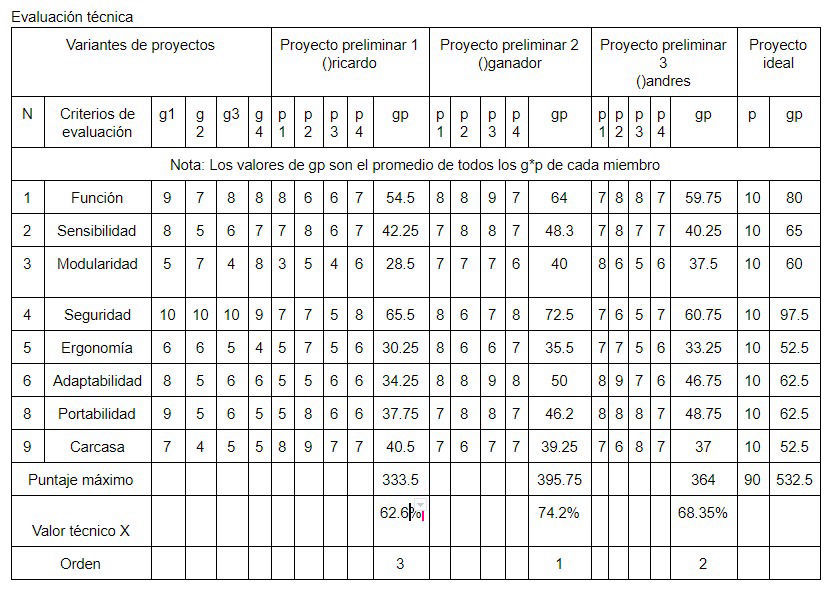 Evaluación técnica
Variantes de proyectos Proyecto preliminar 1 Proyecto preliminar 2 Proyecto preliminar Proyecto
()ricardo ()ganador 3 ideal
()andres
N Criterios de g1 g g3 g p p p p gp p p p p gp p p p p gp p gp
evaluación 2 4 1 2 3 4 1 2 3 4 1 2 3 4
Nota: Los valores de gp son el promedio de todos los g*p de cada miembro
1 Función 9 7 8 8 8 6 6 7 54.5 8 8 9 7 64 7 8 8 7 59.75 10 80
2 Sensibilidad 8 5 6 7 7 8 6 7 42.25 7 8 8 7 48.3 7 8 7 7 40.25 10 65
3 Modularidad 5 7 4 8 3 5 4 6 28.5 7 7 7 6 40 8 6 5 6 37.5 10 60
4 Seguridad 10 10 10 9 7 7 5 8 65.5 8 6 7 8 72.5 7 6 5 7 60.75 10 97.5
5 Ergonomía 6 6 5 4 5 7 5 6 30.25 8 6 6 7 35.5 7 7 5 6 33.25 10 52.5
6 Adaptabilidad 8 5 6 6 5 5 6 6 34.25 8 8 9 8 50 8 9 7 6 46.75 10 62.5
8 Portabilidad 9 5 6 5 5 8 6 6 37.75 7 8 8 7 46.2 8 8 8 7 48.75 10 62.5
9 Carcasa 7 4 5 5 8 9 7 7 40.5 7 6 7 7 39.25 7 6 8 7 37 10 52.5
Puntaje máximo 333.5 395.75 364 90 532.5
Valor técnico X 62.6% 74.2% 68.35%
Orden 3 1 2